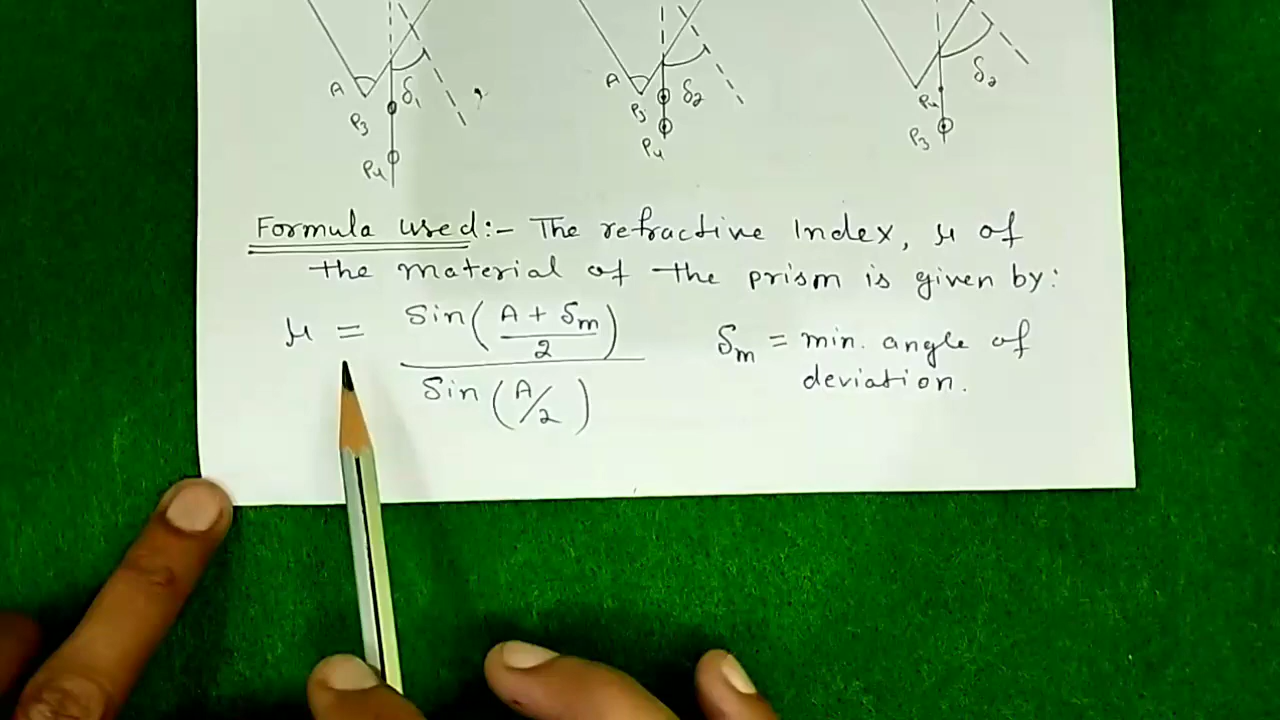 A δ₁
P₃
P₄
A P₃ δ₂
P₄
δ₂
P₄
P₃
Formula used:- The refractive Index, μ of
the material of the prism is given by:
μ = Sin((A + δm)/2) / Sin(A/2)
δm = min. angle of
deviation.